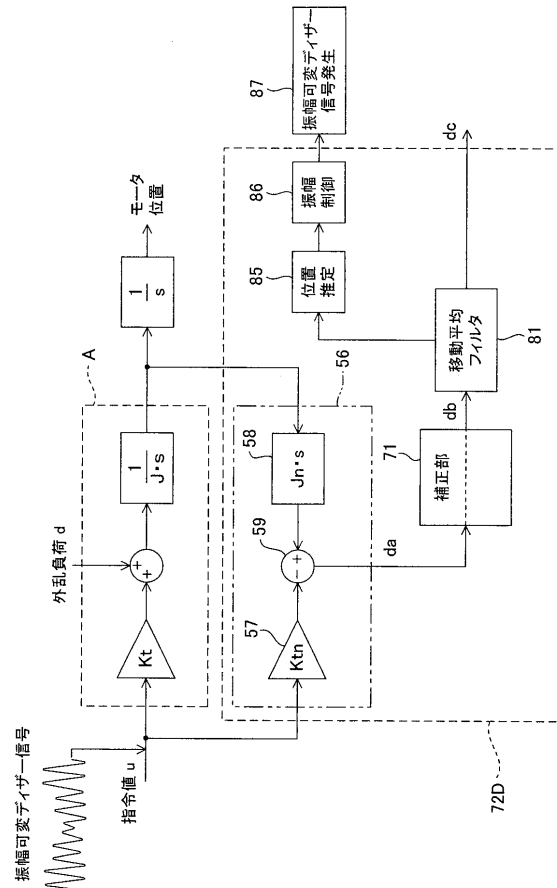 振幅可変ディザー信号
指令値 u
外乱負荷 d
A
Kt
+
+
1
J・s
1
s
モータ
位置
56
57
Ktn
59
-
+
58
Jn・s
da
71
補正部
db
移動平均
フィルタ
81
dc
85
位置
推定
86
振幅
制御
87
振幅可変ディザー
信号発生
72D